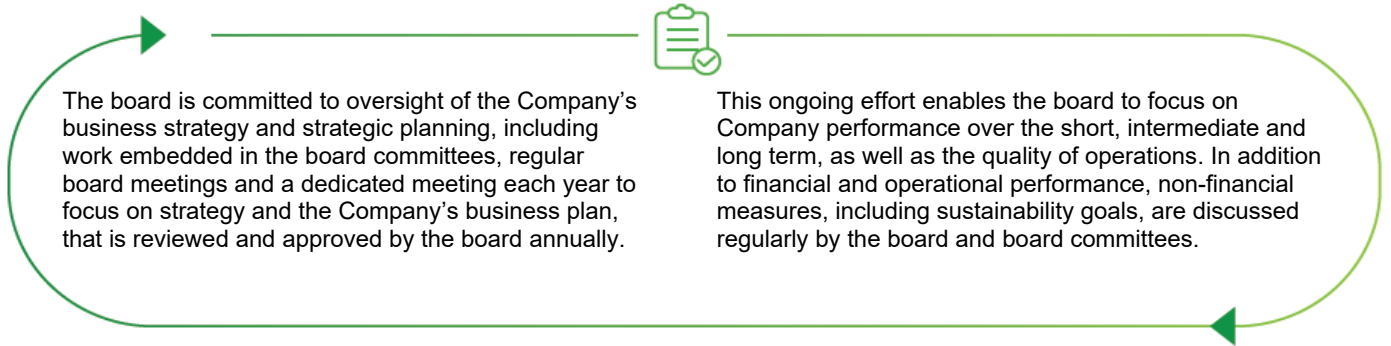 The board is committed to oversight of the Company’s
business strategy and strategic planning, including
work embedded in the board committees, regular
board meetings and a dedicated meeting each year to
focus on strategy and the Company’s business plan,
that is reviewed and approved by the board annually.
This ongoing effort enables the board to focus on
Company performance over the short, intermediate and
long term, as well as the quality of operations. In addition
to financial and operational performance, non-financial
measures, including sustainability goals, are discussed
regularly by the board and board committees.